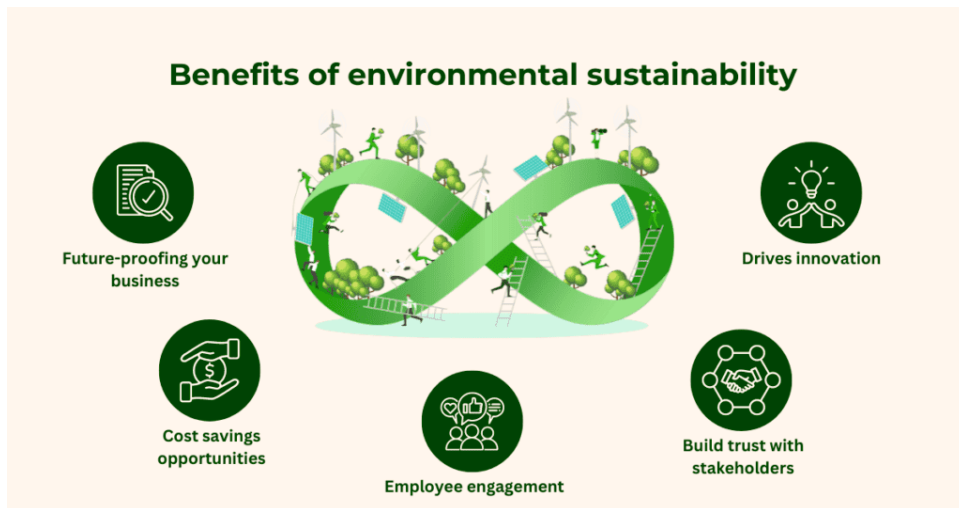 Benefits of environmental sustainability
Future-proofing your
business
Drives innovation
Cost savings
opportunities
Build trust with
stakeholders
Employee engagement
$